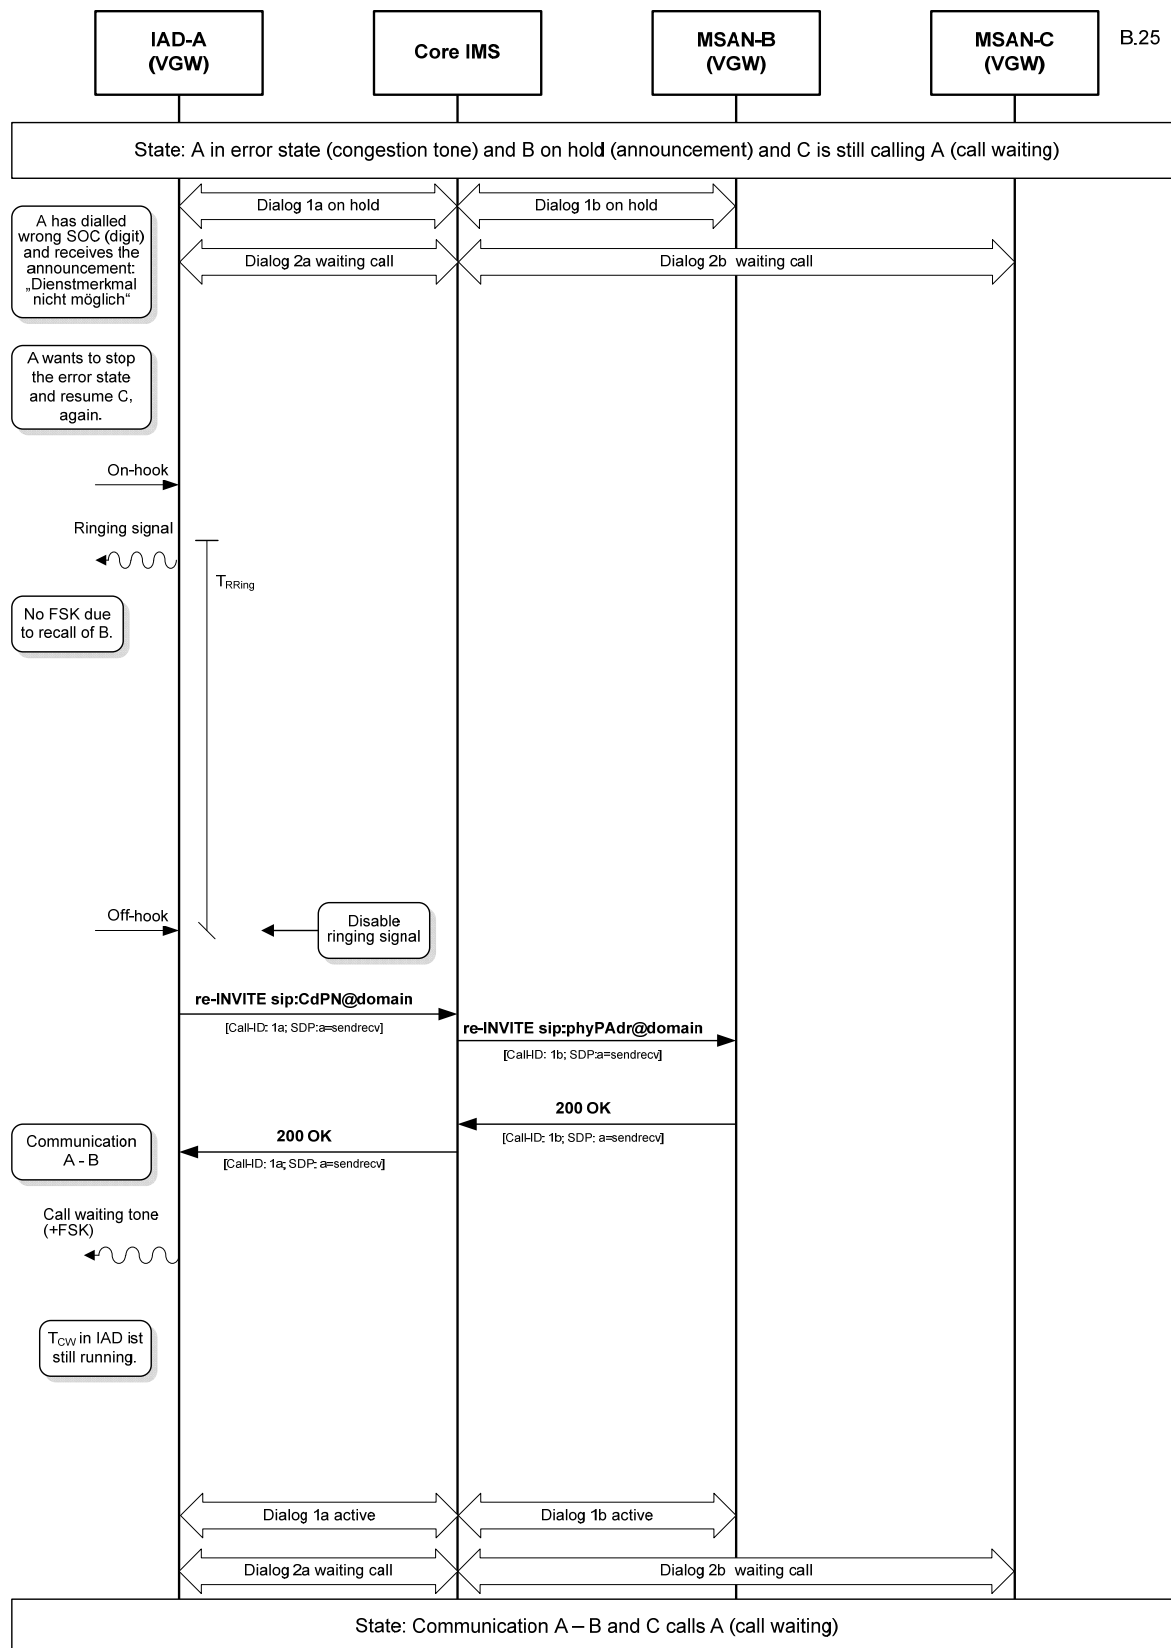 IAD-A
(VGW)
Core IMS
MSAN-B
(VGW)
MSAN-C
(VGW)
B.25
State: A in error state (congestion tone) and B on hold (announcement) and C is still calling A (call waiting)
Dialog 1a on hold
Dialog 1b on hold
A has dialled
wrong SOC (digit)
and receives the
announcement:
„Dienstmerkmal
nicht möglich“
Dialog 2a waiting call
Dialog 2b waiting call
A wants to stop
the error state
and resume C,
again.
On-hook
Ringing signal
TRRing
No FSK due
to recall of B.
Off-hook
Disable
ringing signal
re-INVITE sip:CdPN@domain
[Call-ID: 1a; SDP:a=sendrecv]
re-INVITE sip:phyPAdr@domain
[Call-ID: 1b; SDP:a=sendrecv]
200 OK
[Call-ID: 1b; SDP: a=sendrecv]
200 OK
[Call-ID: 1a; SDP: a=sendrecv]
Communication
A - B
Call waiting tone
(+FSK)
TCW in IAD ist
still running.
Dialog 1a active
Dialog 1b active
Dialog 2a waiting call
Dialog 2b waiting call
State: Communication A – B and C calls A (call waiting)